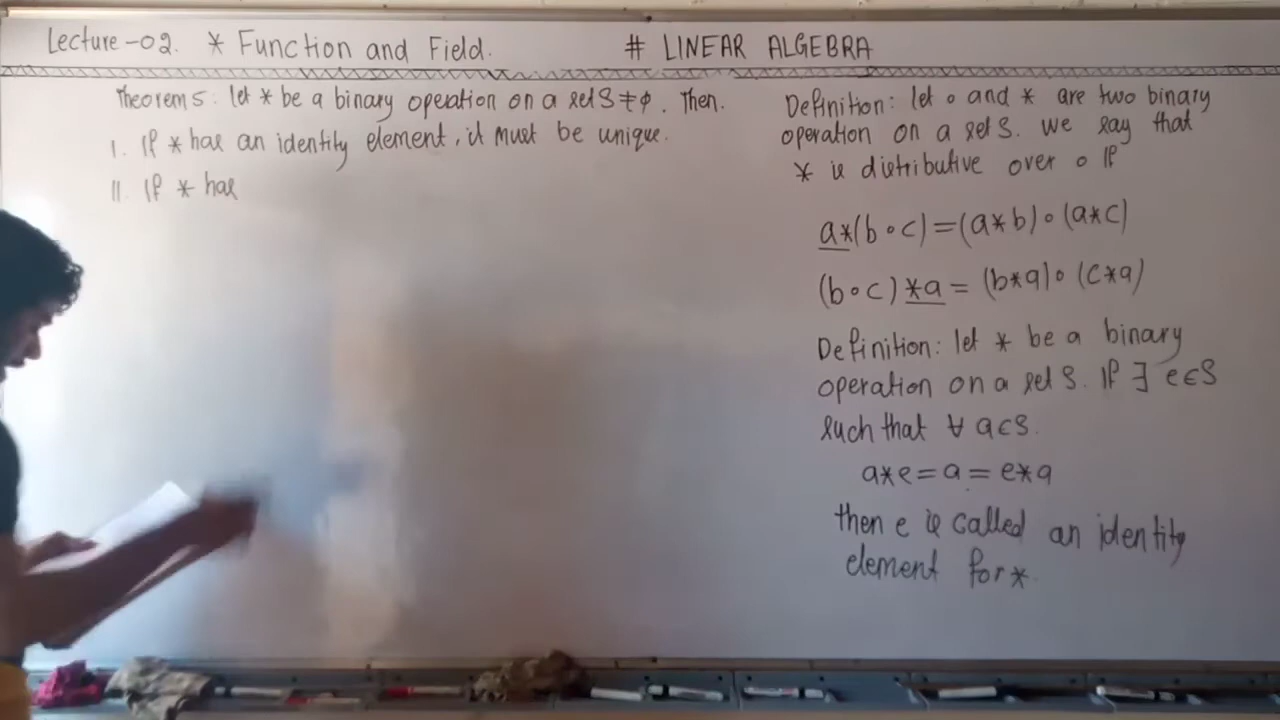 Lecture-02. * Function and Field. # LINEAR ALGEBRA
Theorem 5: let * be a binary operation on a set S ≠ ϕ. Then.
I. If * has an identity element, it must be unique.
II. If * has
Definition: let ∘ and * are two binary
operation on a set S. we say that
* is distributive over ∘ if
a*(b∘c)=(a*b)∘(a*c)
(b∘c)*a = (b*a)∘(c*a)
Definition: let * be a binary
operation on a set S. If ∃ e∈S
such that ∀ a∈S.
a*e=a=e*a
then e is called an identity
element for *.